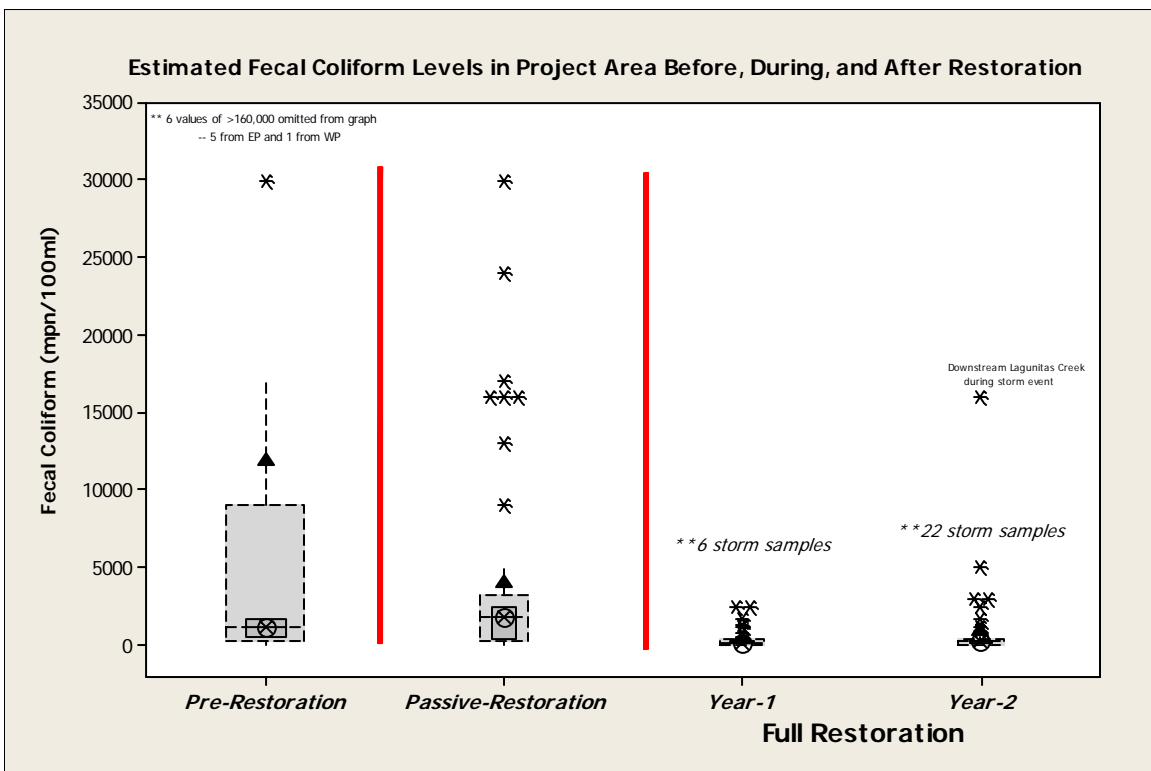 Estimated Fecal Coliform Levels in Project Area Before, During, and After Restoration
** 6 values of >160,000 omitted from graph
-- 5 from EP and 1 from WP
Fecal Coliform (mpn/100ml)
35000
30000
25000
20000
15000
10000
5000
0
Downstream Lagunitas Creek
during storm event
**6 storm samples
**22 storm samples
Pre-Restoration
Passive-Restoration
Year-1
Year-2
Full Restoration